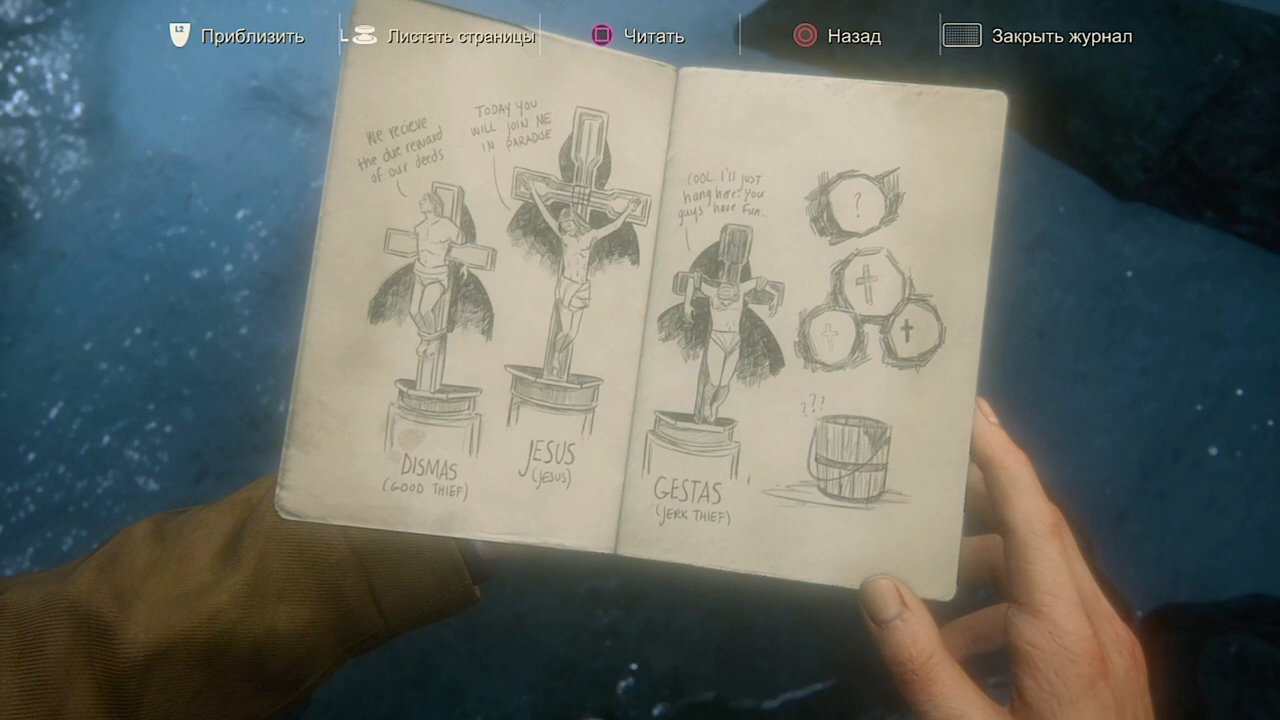 L2 Приблизить
L Листать страницы
Читать
Назад
Закрыть журнал
We recieve
the due reward
of our deeds
TODAY YOU
WILL JOIN ME
IN PARADISE
COOL I'll JUST
hang here. you
guys have fun..
?
DISMAS
(GOOD THIEF)
JESUS
(JESUS)
GESTAS
(JERK THIEF)
???